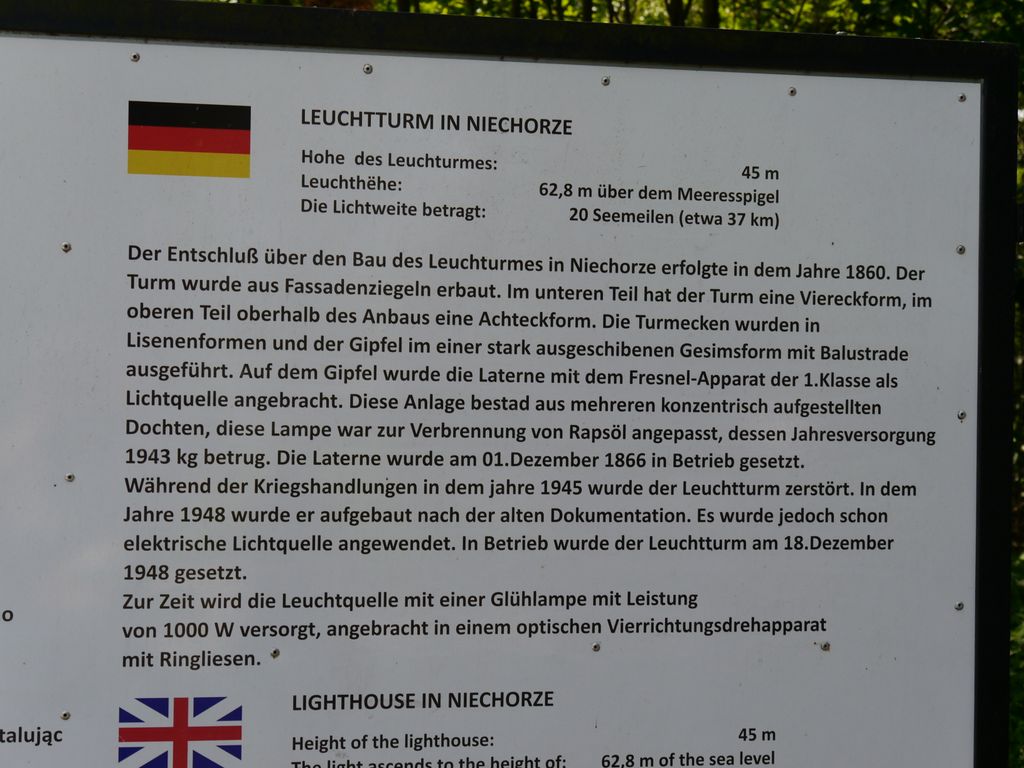 LEUCHTTURM IN NIECHORZE
Hohe des Leuchturmes: 45 m
Leuchthëhe: 62,8 m über dem Meeresspigel
Die Lichtweite betragt: 20 Seemeilen (etwa 37 km)
Der Entschluß über den Bau des Leuchturmes in Niechorze erfolgte in dem Jahre 1860. Der
Turm wurde aus Fassadenziegeln erbaut. Im unteren Teil hat der Turm eine Viereckform, im
oberen Teil oberhalb des Anbaus eine Achteckform. Die Turmecken wurden in
Lisenenformen und der Gipfel im einer stark ausgeschibenen Gesimsform mit Balustrade
ausgeführt. Auf dem Gipfel wurde die Laterne mit dem Fresnel-Apparat der 1.Klasse als
Lichtquelle angebracht. Diese Anlage bestad aus mehreren konzentrisch aufgestellten
Dochten, diese Lampe war zur Verbrennung von Rapsöl angepasst, dessen Jahresversorgung
1943 kg betrug. Die Laterne wurde am 01.Dezember 1866 in Betrieb gesetzt.
Während der Kriegshandlungen in dem jahre 1945 wurde der Leuchtturm zerstört. In dem
Jahre 1948 wurde er aufgebaut nach der alten Dokumentation. Es wurde jedoch schon
elektrische Lichtquelle angewendet. In Betrieb wurde der Leuchtturm am 18.Dezember
1948 gesetzt.
Zur Zeit wird die Leuchtquelle mit einer Glühlampe mit Leistung
von 1000 W versorgt, angebracht in einem optischen Vierrichtungsdrehapparat
mit Ringliesen.
o
talując
LIGHTHOUSE IN NIECHORZE
Height of the lighthouse: 45 m
The light ascends to the height of: 62,8 m of the sea level